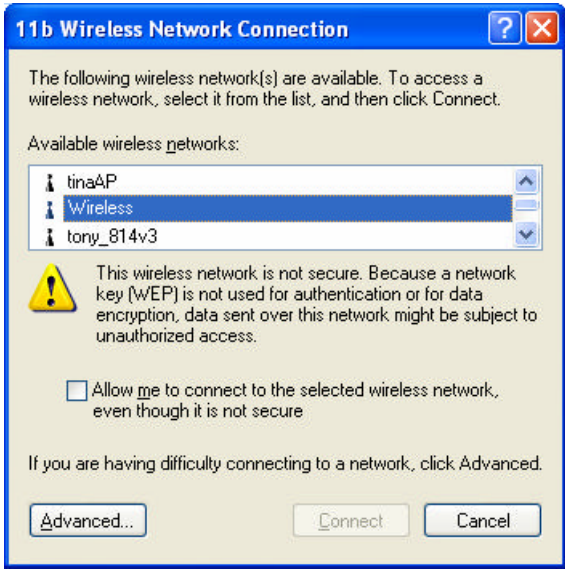 11b Wireless Network Connection
The following wireless network(s) are available. To access a
wireless network, select it from the list, and then click Connect.
Available wireless networks:
tinaAP
Wireless
tony_814v3
This wireless network is not secure. Because a network
key (WEP) is not used for authentication or for data
encryption, data sent over this network might be subject to
unauthorized access.
Allow me to connect to the selected wireless network,
even though it is not secure
If you are having difficulty connecting to a network, click Advanced.
Advanced... Connect Cancel